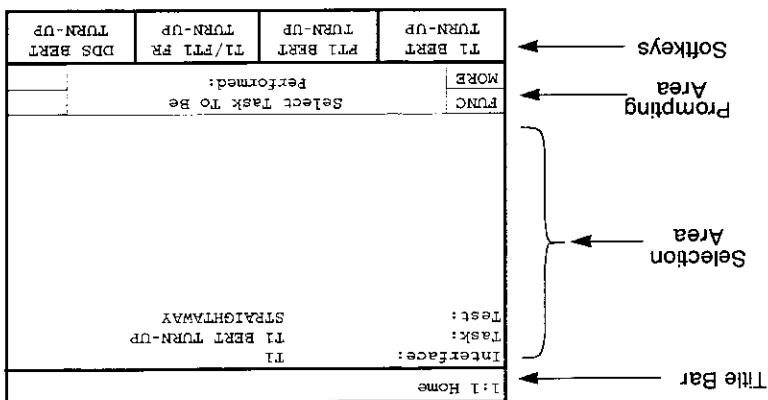 Title Bar
1:1 Home
Interface: T1
Task: T1 BERT TURN-UP
Test: STRAIGHTAWAY
Selection
Area
Prompting
Area
FUNC Select Task To Be
MORE Performed:
Softkeys
T1 BERT FT1 BERT T1/FT1 FR DDS BERT
TURN-UP TURN-UP TURN-UP TURN-UP